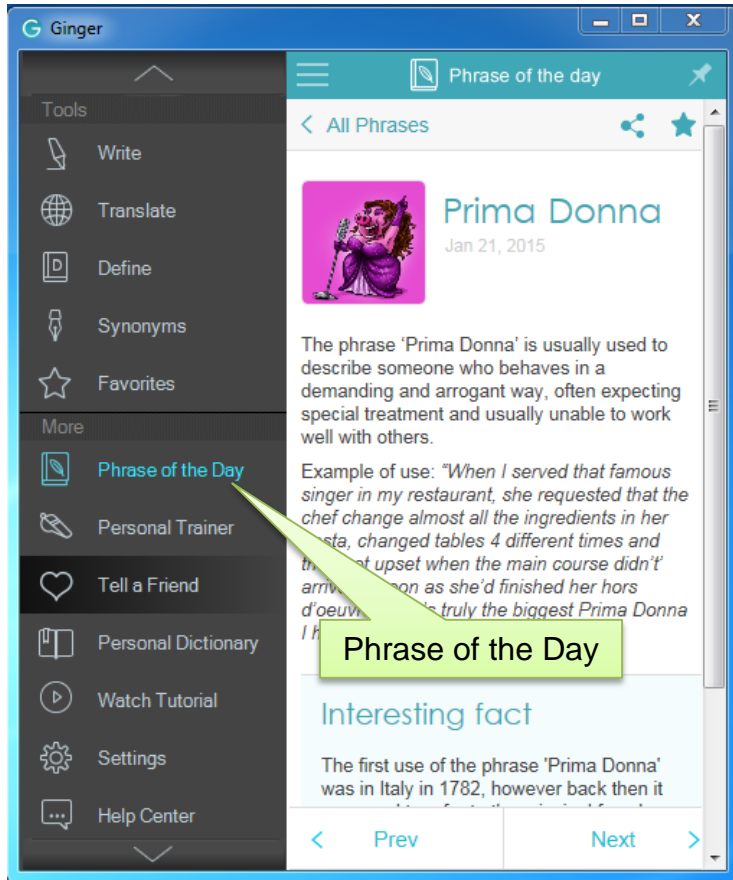 Ginger
Tools
Write
Translate
Define
Synonyms
Favorites
More
Phrase of the Day
Personal Trainer
Tell a Friend
Personal Dictionary
Watch Tutorial
Settings
Help Center
Phrase of the day
All Phrases
Prima Donna
Jan 21, 2015
The phrase ‘Prima Donna’ is usually used to
describe someone who behaves in a
demanding and arrogant way, often expecting
special treatment and usually unable to work
well with others.
Example of use: "When I served that famous
singer in my restaurant, she requested that the
chef change almost all the ingredients in her
asta, changed tables 4 different times and
upset when the main course didn’t'
as she’d finished her hors
truly the biggest Prima Donna
I
Phrase of the Day
Interesting fact
The first use of the phrase 'Prima Donna'
was in Italy in 1782, however back then it
Prev
Next